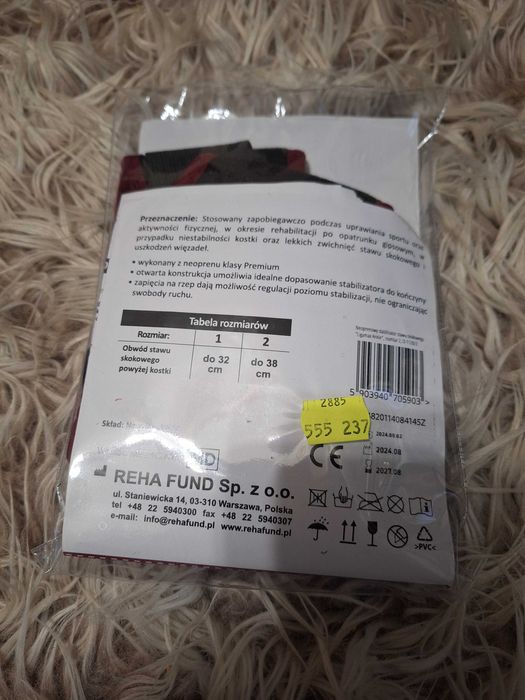 Przeznaczenie: Stosowany zapobiegawczo podczas uprawiania sportu oraz
aktywności fizycznej, w okresie rehabilitacji po opatrunku gipsowym, w
przypadku niestabilności kostki oraz lekkich zwichnięć stawu skokowego i
uszkodzeń więzadeł.
• wykonany z neoprenu klasy Premium
• otwarta konstrukcja umożliwia idealne dopasowanie stabilizatora do kończyny
• zapięcia na rzep dają możliwość regulacji poziomu stabilizacji, nie ograniczając
swobody ruchu.
Tabela rozmiarów
Rozmiar: 1 2
Obwód stawu skokowego powyżej kostki do 32 cm do 38 cm
5 903940 705903 >
Skład:
2885
555 237
CE
2024.08
2027.08
REHA FUND Sp. z o.o.
ul. Staniewicka 14, 03-310 Warszawa, Polska
tel +48 22 5940300 fax +48 22 5940307
e-mail: info@rehafund.pl www.rehafund.pl
>PVC<